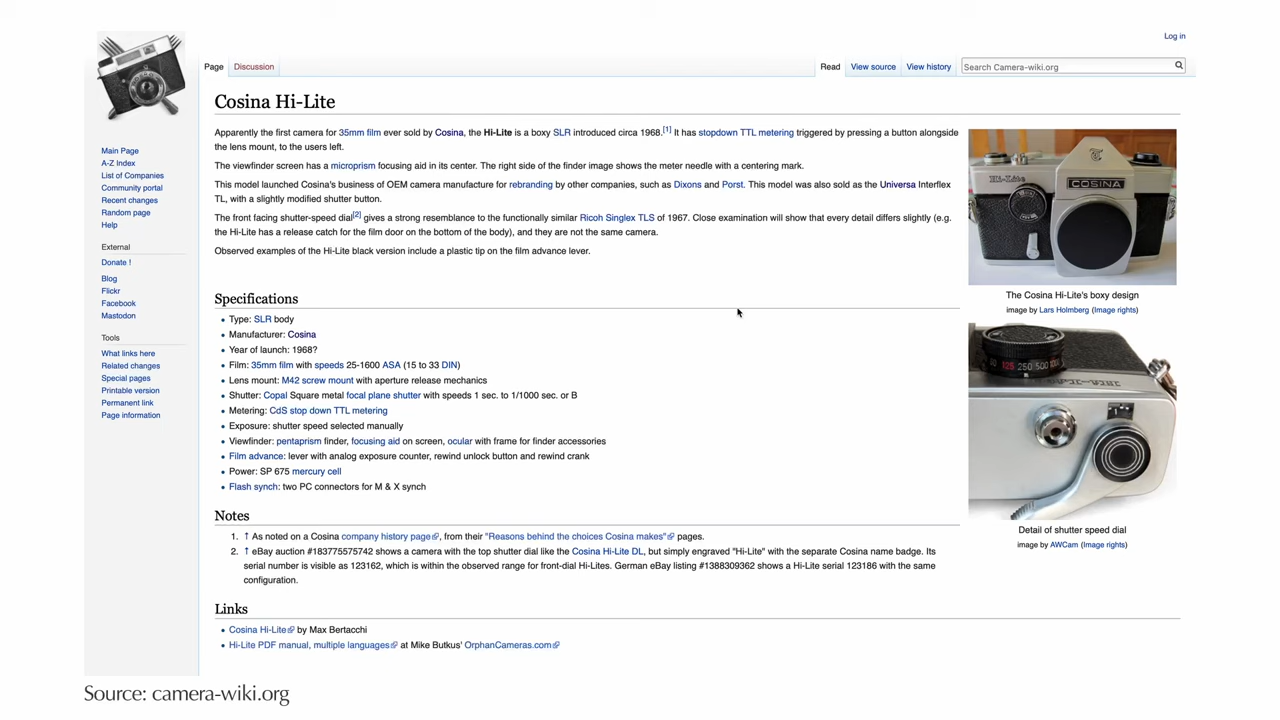 Log in
Page
Discussion
Read
View source
View history
Search Camera-wiki.org
Main Page
A-Z Index
List of Companies
Community portal
Recent changes
Random page
Help
External
Donate !
Blog
Flickr
Facebook
Mastodon
Tools
What links here
Related changes
Special pages
Printable version
Permanent link
Page information
Cosina Hi-Lite
Apparently the first camera for 35mm film ever sold by Cosina, the Hi-Lite is a boxy SLR introduced circa 1968.[1] It has stopdown TTL metering triggered by pressing a button alongside
the lens mount, to the users left.
The viewfinder screen has a microprism focusing aid in its center. The right side of the finder image shows the meter needle with a centering mark.
This model launched Cosina's business of OEM camera manufacture for rebranding by other companies, such as Dixons and Porst. This model was also sold as the Universa Interflex
TL, with a slightly modified shutter button.
The front facing shutter-speed dial[2] gives a strong resemblance to the functionally similar Ricoh Singlex TLS of 1967. Close examination will show that every detail differs slightly (e.g.
the Hi-Lite has a release catch for the film door on the bottom of the body), and they are not the same camera.
Observed examples of the Hi-Lite black version include a plastic tip on the film advance lever.
Specifications
• Type: SLR body
• Manufacturer: Cosina
• Year of launch: 1968?
• Film: 35mm film with speeds 25-1600 ASA (15 to 33 DIN)
• Lens mount: M42 screw mount with aperture release mechanics
• Shutter: Copal Square metal focal plane shutter with speeds 1 sec. to 1/1000 sec. or B
• Metering: CdS stop down TTL metering
• Exposure: shutter speed selected manually
• Viewfinder: pentaprism finder, focusing aid on screen, ocular with frame for finder accessories
• Film advance: lever with analog exposure counter, rewind unlock button and rewind crank
• Power: SP 675 mercury cell
• Flash synch: two PC connectors for M & X synch
Notes
1. ↑ As noted on a Cosina company history page, from their "Reasons behind the choices Cosina makes" pages.
2. ↑ eBay auction #183775575742 shows a camera with the top shutter dial like the Cosina Hi-Lite DL, but simply engraved "Hi-Lite" with the separate Cosina name badge. Its
serial number is visible as 123162, which is within the observed range for front-dial Hi-Lites. German eBay listing #1388309362 shows a Hi-Lite serial 123186 with the same
configuration.
Links
• Cosina Hi-Lite by Max Bertacchi
• Hi-Lite PDF manual, multiple languages at Mike Butkus' OrphanCameras.com
Hi-Lite
COSINA
The Cosina Hi-Lite's boxy design
image by Lars Holmberg (Image rights)
125 250 500 1000
Detail of shutter speed dial
image by AWCam (Image rights)
Source: camera-wiki.org